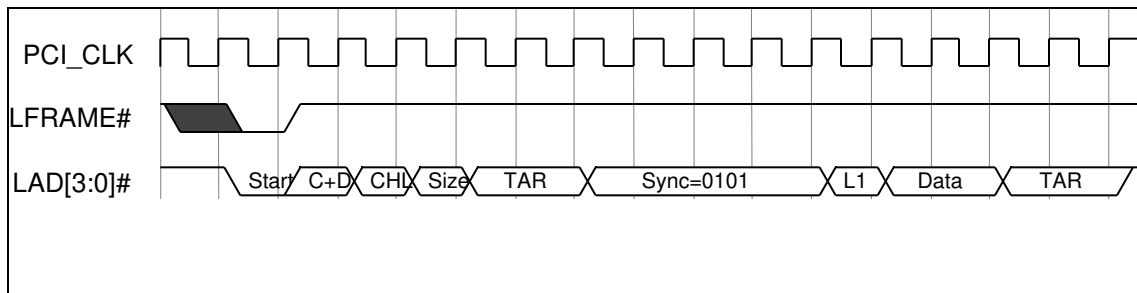 PCI_CLK
LFRAME#
LAD[3:0]# Start C+D CHL Size TAR Sync=0101 L1 Data TAR